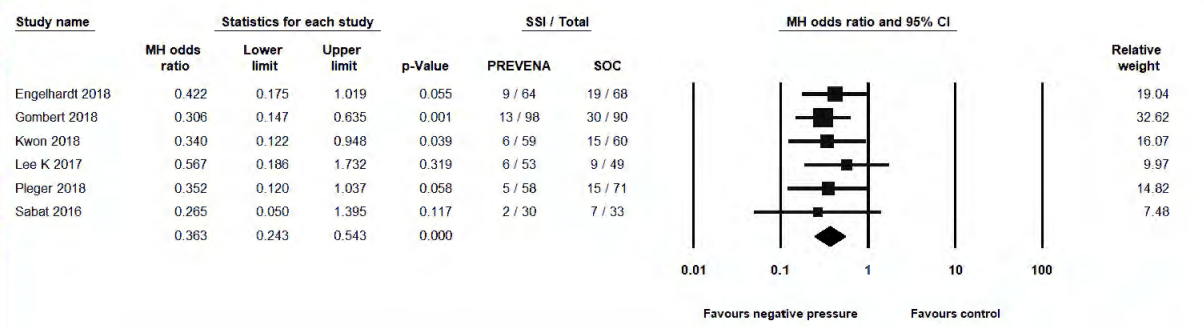 Study name Statistics for each study SSI / Total MH odds ratio and 95% CI
MH odds ratio Lower limit Upper limit p-Value PREVENA SOC Relative weight
Engelhardt 2018 0.422 0.175 1.019 0.055 9 / 64 19 / 68 19.04
Gombert 2018 0.306 0.147 0.635 0.001 13 / 98 30 / 90 32.62
Kwon 2018 0.340 0.122 0.948 0.039 6 / 59 15 / 60 16.07
Lee K 2017 0.567 0.186 1.732 0.319 6 / 53 9 / 49 9.97
Pleger 2018 0.352 0.120 1.037 0.058 5 / 58 15 / 71 14.82
Sabat 2016 0.265 0.050 1.395 0.117 2 / 30 7 / 33 7.48
0.363 0.243 0.543 0.000
0.01 0.1 1 10 100
Favours negative pressure Favours control